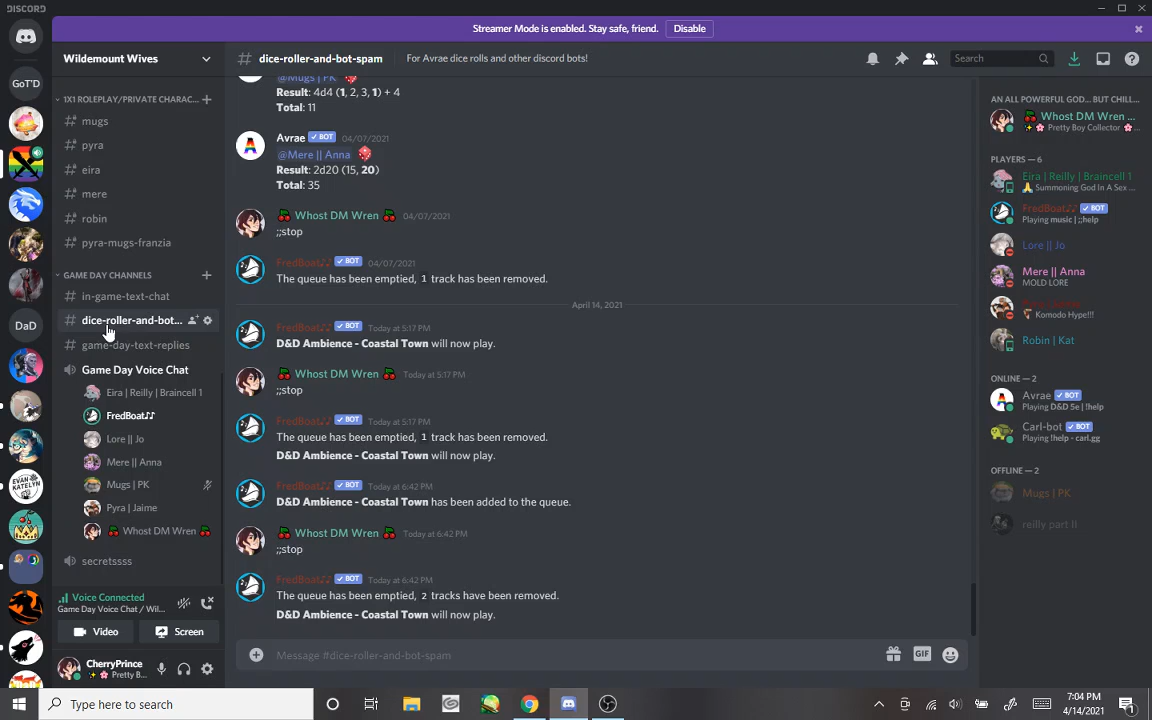 DISCORD
Streamer Mode is enabled. Stay safe, friend.
Disable
Wildemount Wives
# dice-roller-and-bot-spam
For Avrae dice rolls and other discord bots!
Search
GoT'D
DaD
EVAN KATELYN
1X1 ROLEPLAY/PRIVATE CHARAC...
# mugs
# pyra
# eira
# mere
# robin
# pyra-mugs-franzia
GAME DAY CHANNELS
# in-game-text-chat
# dice-roller-and-bot...
# game-day-text-replies
Game Day Voice Chat
Eira | Reilly | Braincell 1
FredBoat♪♪
Lore || Jo
Mere || Anna
Mugs | PK
Pyra | Jaime
🍒 Whost DM Wren 🍒
secretssss
Voice Connected
Game Day Voice Chat / Wil...
Video
Screen
CherryPrince
✨🌸 Pretty B...
@Mugs | PK 🎲
Result: 4d4 (1, 2, 3, 1) + 4
Total: 11
Avrae ✓ BOT 04/07/2021
@Mere || Anna 🎲
Result: 2d20 (15, 20)
Total: 35
🍒 Whost DM Wren 🍒 04/07/2021
;;stop
FredBoat♪♪ ✓ BOT 04/07/2021
The queue has been emptied, 1 track has been removed.
April 14, 2021
FredBoat♪♪ ✓ BOT Today at 5:17 PM
D&D Ambience - Coastal Town will now play.
🍒 Whost DM Wren 🍒 Today at 5:17 PM
;;stop
FredBoat♪♪ ✓ BOT Today at 5:17 PM
The queue has been emptied, 1 track has been removed.
D&D Ambience - Coastal Town will now play.
FredBoat♪♪ ✓ BOT Today at 6:42 PM
D&D Ambience - Coastal Town has been added to the queue.
🍒 Whost DM Wren 🍒 Today at 6:42 PM
;;stop
FredBoat♪♪ ✓ BOT Today at 6:42 PM
The queue has been emptied, 2 tracks have been removed.
D&D Ambience - Coastal Town will now play.
Message #dice-roller-and-bot-spam
GIF
AN ALL POWERFUL GOD... BUT CHILL...
🍒 Whost DM Wren ...
✨🌸 Pretty Boy Collector 🌸 ...
PLAYERS — 6
Eira | Reilly | Braincell 1
🙏 Summoning God In A Sex ...
FredBoat♪♪ ✓ BOT
Playing music | ;;help
Lore || Jo
Mere || Anna
MOLD LORE
Komodo Hype!!!
Robin | Kat
ONLINE — 2
Avrae ✓ BOT
Playing D&D 5e | !help
Carl-bot ✓ BOT
Playing !help - carl.gg
OFFLINE — 2
Mugs | PK
reilly part II
Type here to search
7:04 PM
4/14/2021
1